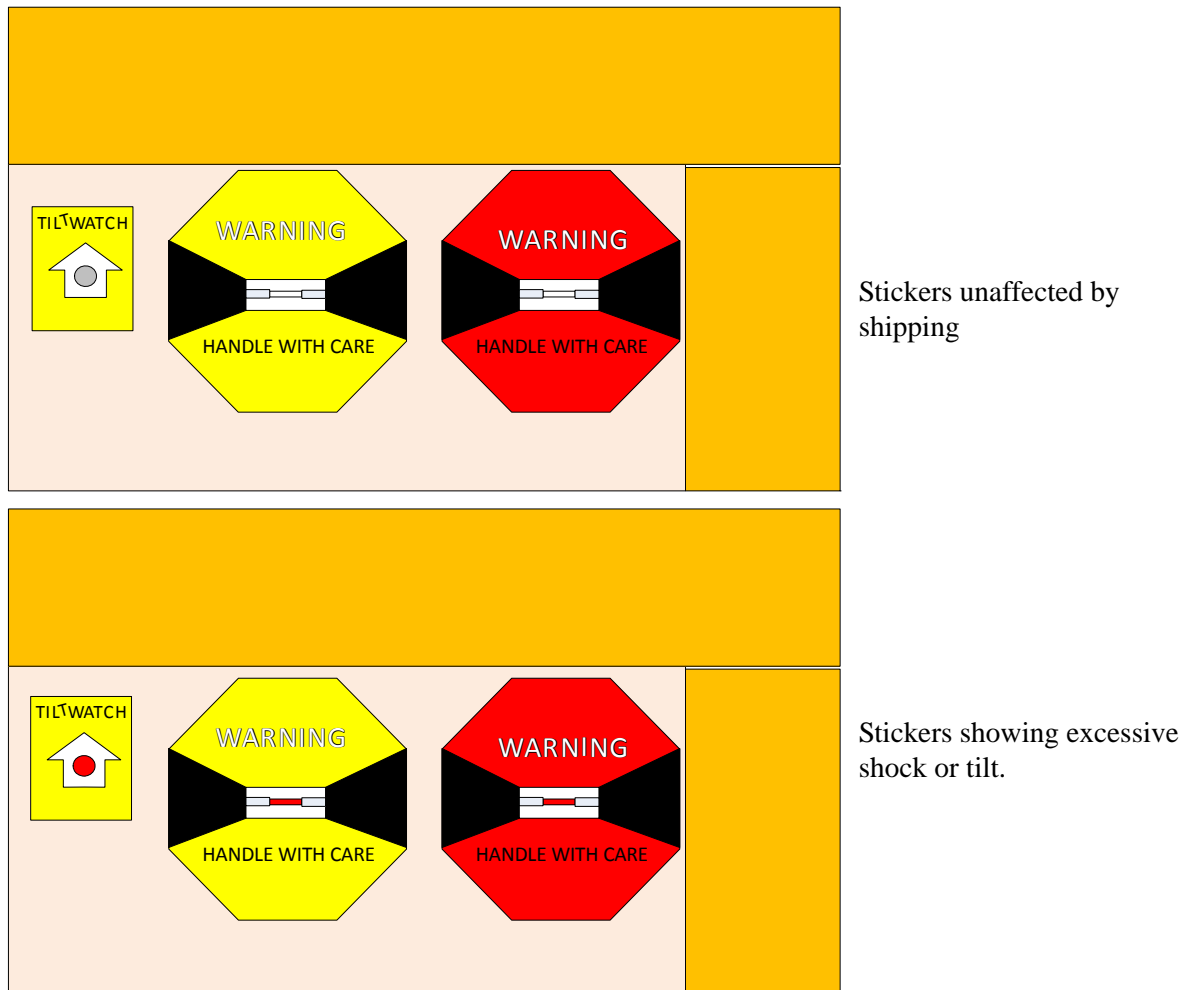 TILTWATCH
WARNING
WARNING
HANDLE WITH CARE
HANDLE WITH CARE
Stickers unaffected by
shipping
TILTWATCH
WARNING
WARNING
HANDLE WITH CARE
HANDLE WITH CARE
Stickers showing excessive
shock or tilt.